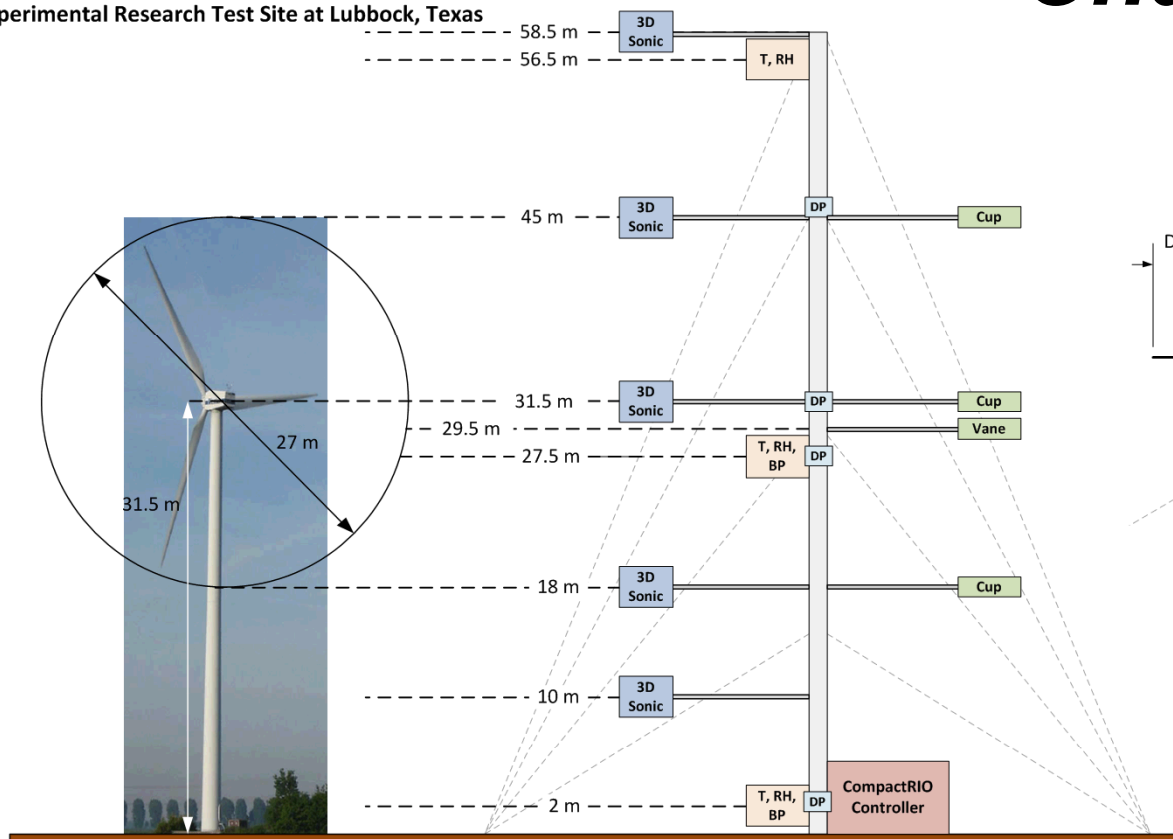 perimental Research Test Site at Lubbock, Texas
58.5 m
3D
Sonic
56.5 m
T, RH
45 m
3D
Sonic
DP
Cup
D
31.5 m
3D
Sonic
DP
Cup
29.5 m
Vane
27 m
27.5 m
T, RH,
BP
DP
31.5 m
18 m
3D
Sonic
Cup
10 m
3D
Sonic
2 m
T, RH,
BP
DP
CompactRIO
Controller